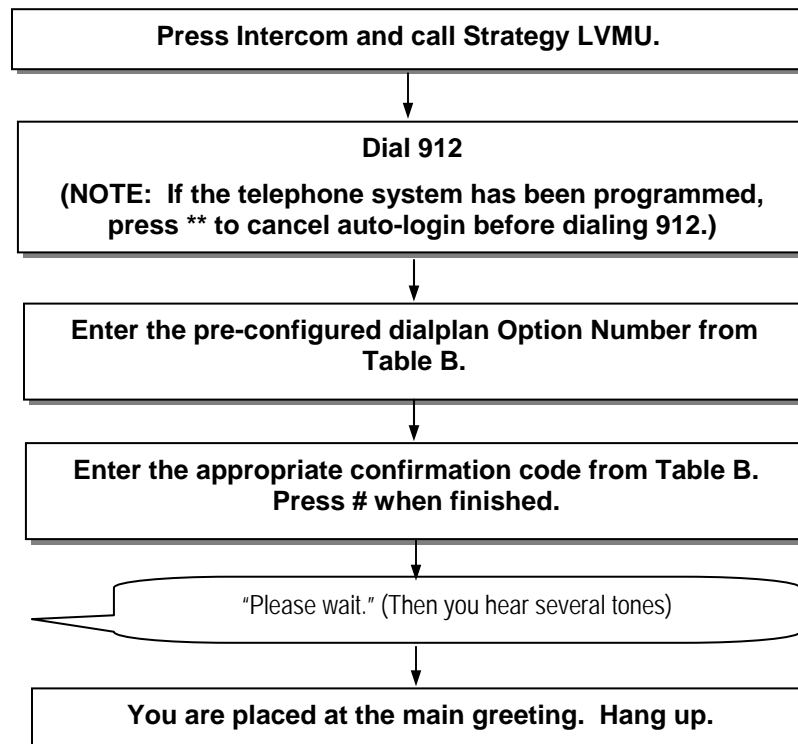 Press Intercom and call Strategy LVMU.
Dial 912
(NOTE:  If the telephone system has been programmed,
press ** to cancel auto-login before dialing 912.)
Enter the pre-configured dialplan Option Number from
Table B.
Enter the appropriate confirmation code from Table B.
Press # when finished.
“Please wait.” (Then you hear several tones)
You are placed at the main greeting.  Hang up.